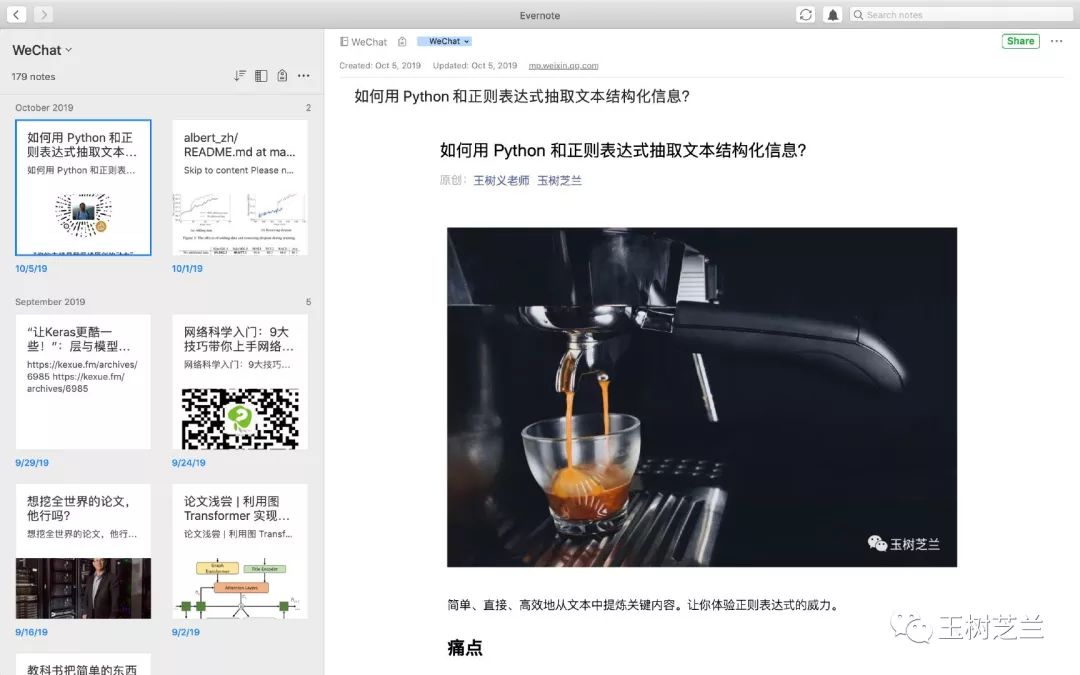 Evernote
Search notes
WeChat
179 notes
October 2019
2
如何用 Python 和正
则表达式抽取文本…
如何用 Python 和正则表…
10/5/19
albert_zh/
README.md at ma...
Skip to content Please n...
10/1/19
September 2019
5
“让Keras更酷一
些！”：层与模型…
https://kexue.fm/archives/
6985 https://kexue.fm/
archives/6985
9/29/19
网络科学入门：9大
技巧带你上手网络…
网络科学入门：9大技巧…
9/24/19
想挖全世界的论文，
他行吗？
想挖全世界的论文，他行…
9/16/19
论文浅尝 | 利用图
Transformer 实现…
论文浅尝 | 利用图 Transf...
Graph
Transformer
Title Encoder
Attention Layers
9/2/19
教科书把简单的东西
WeChat
WeChat
Share
Created: Oct 5, 2019
Updated: Oct 5, 2019
mp.weixin.qq.com
如何用 Python 和正则表达式抽取文本结构化信息？
如何用 Python 和正则表达式抽取文本结构化信息？
原创： 王树义老师 玉树芝兰
玉树芝兰
简单、直接、高效地从文本中提炼关键内容。让你体验正则表达式的威力。
玉树芝兰
痛点